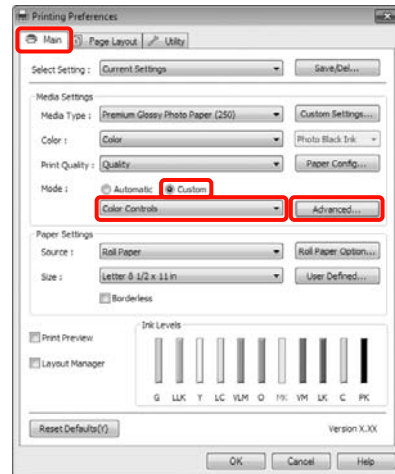 Printing Preferences
Main Page Layout Utility
Select Setting : Current Settings Save/Del...
Media Settings
Media Type : Premium Glossy Photo Paper (250) Custom Settings...
Color : Color Photo Black Ink
Print Quality : Quality Paper Config...
Mode : Automatic Custom
Color Controls Advanced...
Paper Settings
Source : Roll Paper Roll Paper Option...
Size : Letter 8 1/2 x 11 in User Defined...
Borderless
Print Preview
Layout Manager
Ink Levels
G LLK Y LC VLM O MK VM LK C PK
Reset Defaults(Y) Version X.XX
OK Cancel Help